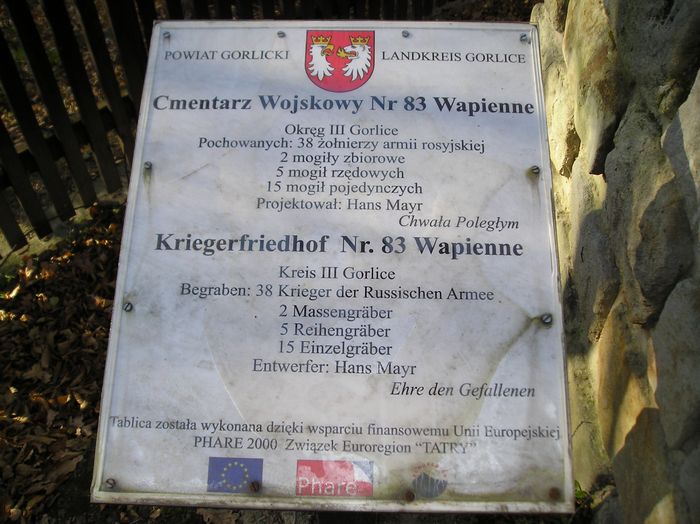 POWIAT GORLICKI LANDKREIS GORLICE
Cmentarz Wojskowy Nr 83 Wapienne
Okręg III Gorlice
Pochowanych: 38 żołnierzy armii rosyjskiej
2 mogiły zbiorowe
5 mogił rzędowych
15 mogił pojedynczych
Projektował: Hans Mayr
Chwała Poległym
Kriegerfriedhof Nr. 83 Wapienne
Kreis III Gorlice
Begraben: 38 Krieger der Russischen Armee
2 Massengräber
5 Reihengräber
15 Einzelgräber
Entwerfer: Hans Mayr
Ehre den Gefallenen
Tablica została wykonana dzięki wsparciu finansowemu Unii Europejskiej
PHARE 2000 Związek Euroregion "TATRY"
Phare